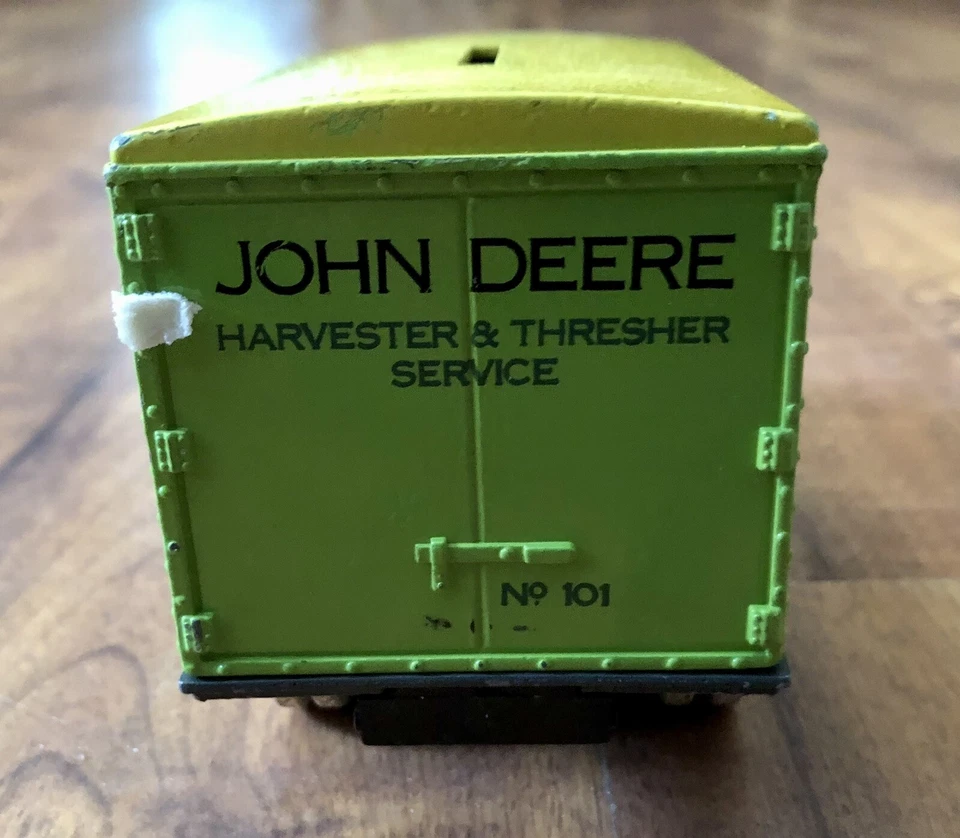 JOHN DEERE
HARVESTER & THRESHER
SERVICE
Nº 101